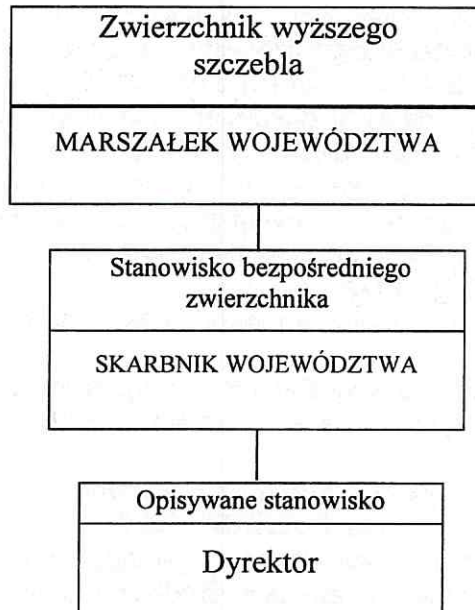 Zwierzchnik wyższego
szczebla
MARSZAŁEK WOJEWÓDZTWA
Stanowisko bezpośredniego
zwierzchnika
SKARBNIK WOJEWÓDZTWA
Opisywane stanowisko
Dyrektor